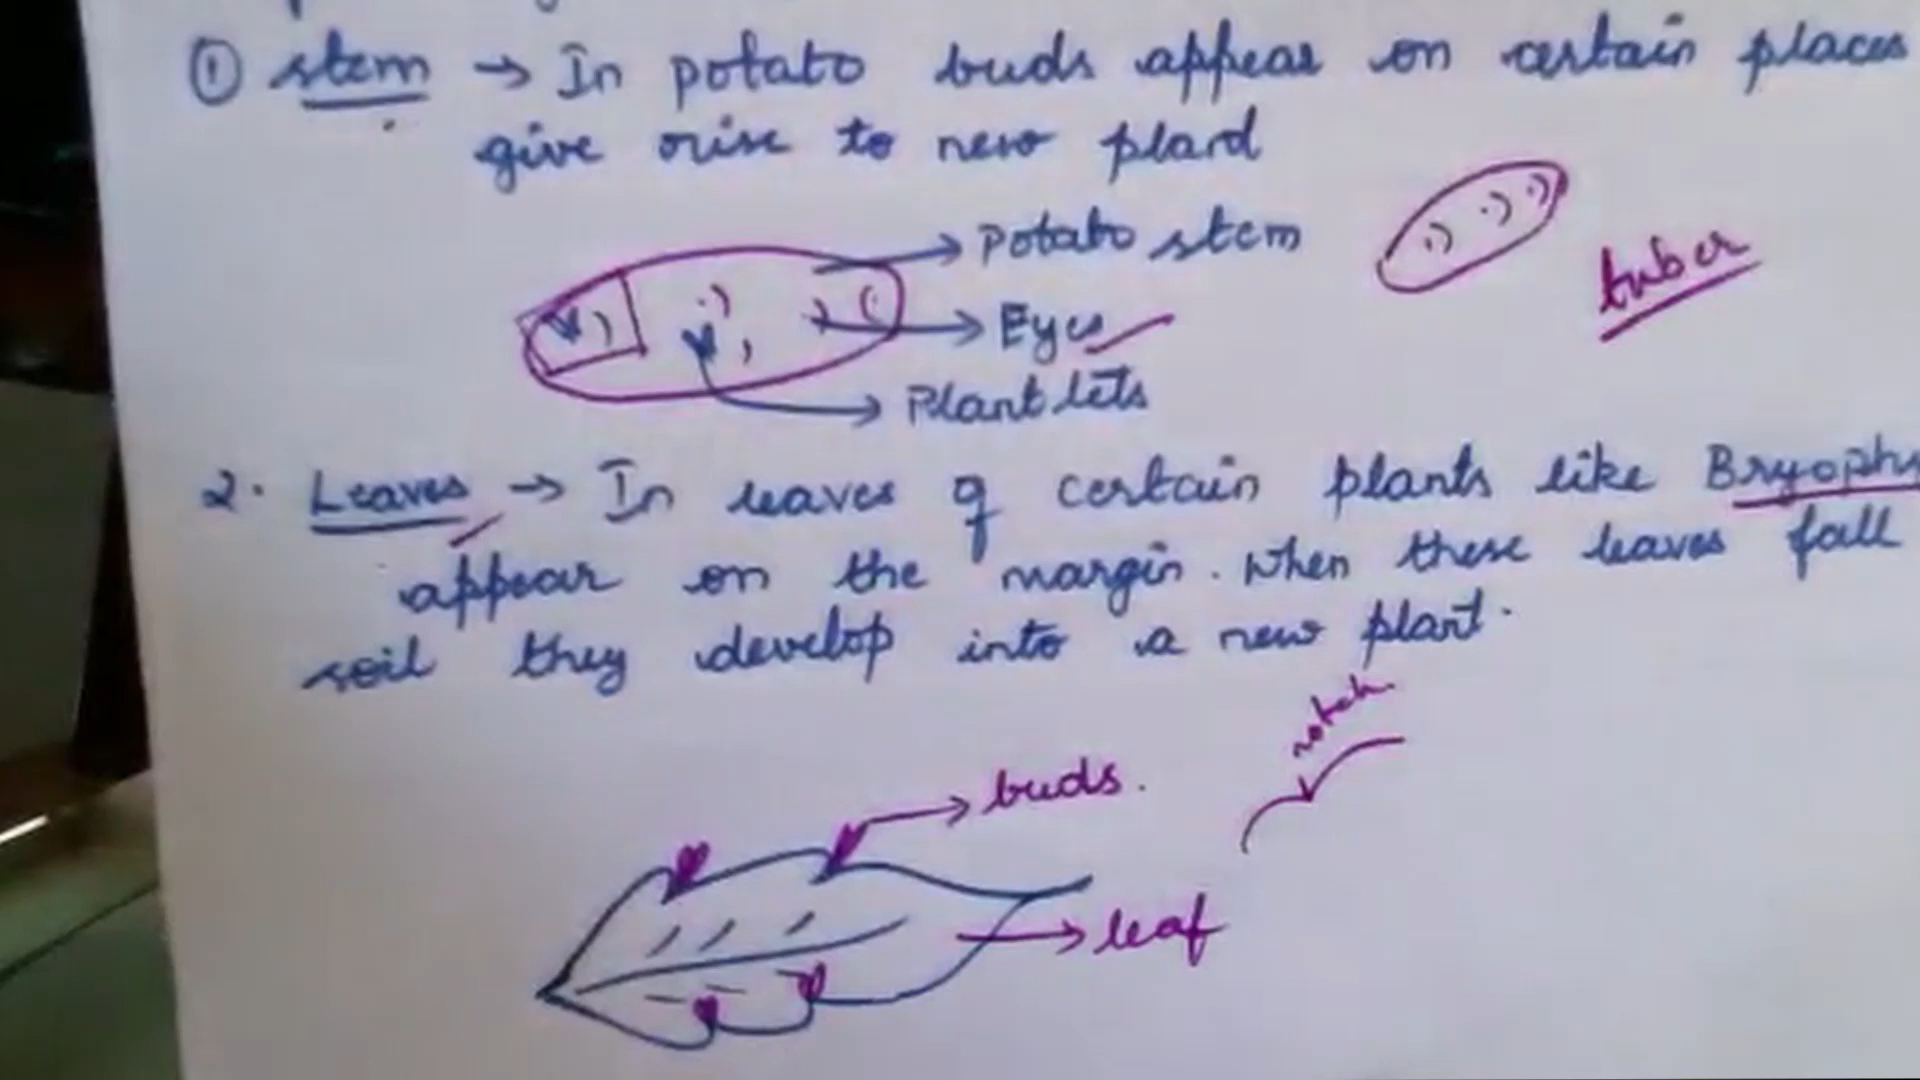 ① stem → In potato buds appear on certain places
give rise to new pland
Potato stem
tuber
Eyes
Plantlets
2. Leaves → In leaves of certain plants like Bryophy
appear on the margin. When these leaves fall
soil they develop into a new plant.
notch
buds.
leaf